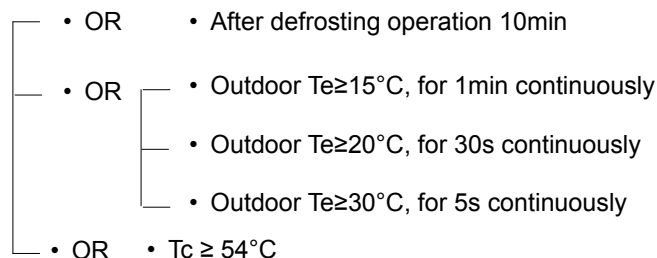 • OR • After defrosting operation 10min
• OR • Outdoor Te≥15°C, for 1min continuously
• Outdoor Te≥20°C, for 30s continuously
• Outdoor Te≥30°C, for 5s continuously
• OR • Tc ≥ 54°C